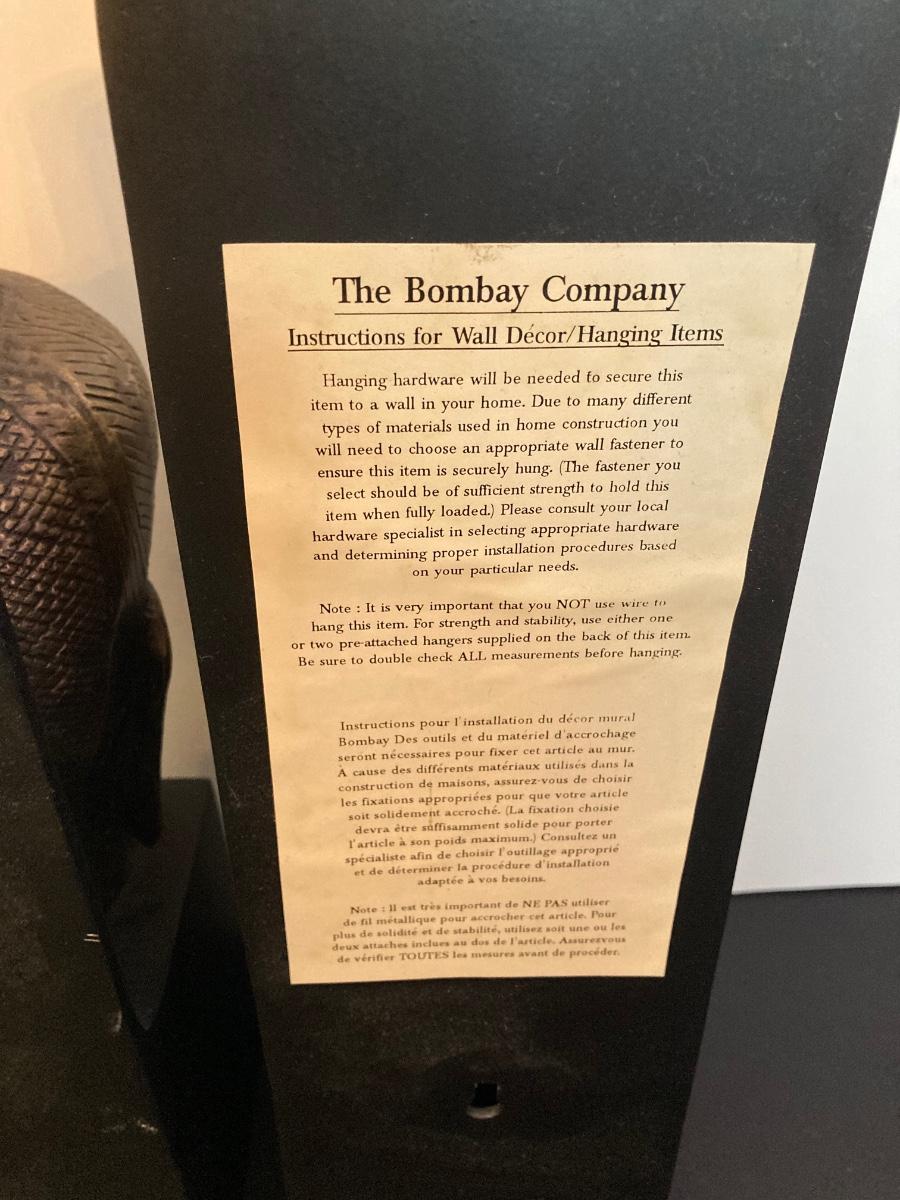 The Bombay Company
Instructions for Wall Décor/Hanging Items
Hanging hardware will be needed to secure this
item to a wall in your home. Due to many different
types of materials used in home construction you
will need to choose an appropriate wall fastener to
ensure this item is securely hung. (The fastener you
select should be of sufficient strength to hold this
item when fully loaded.) Please consult your local
hardware specialist in selecting appropriate hardware
and determining proper installation procedures based
on your particular needs.
Note : It is very important that you NOT use wire to
hang this item. For strength and stability, use either one
or two pre-attached hangers supplied on the back of this item.
Be sure to double check ALL measurements before hanging.
Instructions pour l'installation du décor mural
Bombay Des outils et du matériel d'accrochage
seront nécessaires pour fixer cet article au mur.
À cause des différents matériaux utilisés dans la
construction de maisons, assurez-vous de choisir
les fixations appropriées pour que votre article
soit solidement accroché. (La fixation choisie
devra être suffisamment solide pour porter
l'article à son poids maximum.) Consultez un
spécialiste afin de choisir l'outillage approprié
et de déterminer la procédure d'installation
adaptée à vos besoins.
Note : Il est très important de NE PAS utiliser
de fil métallique pour accrocher cet article. Pour
plus de solidité et de stabilité, utilisez soit une ou les
deux attaches inclues au dos de l'article. Assurezvous
de vérifier TOUTES les mesures avant de procéder.